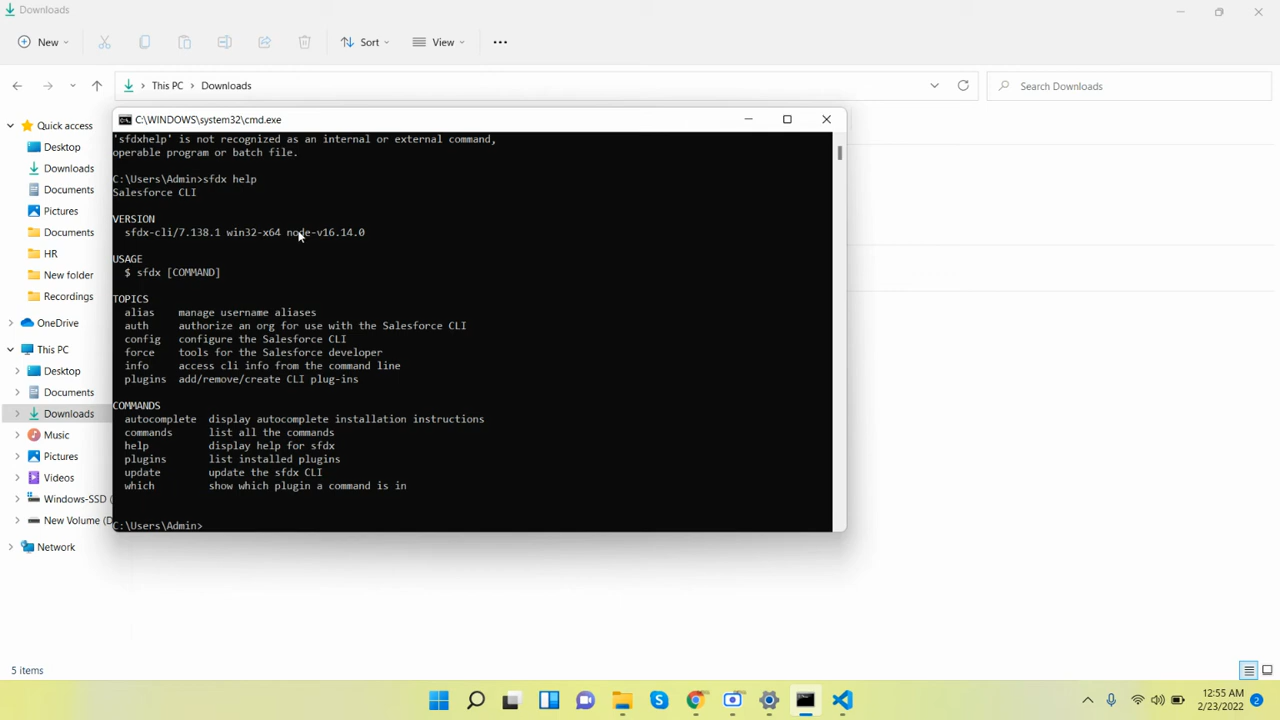 Downloads
New
Sort
View
This PC
Downloads
Search Downloads
Quick access
Desktop
Downloads
Documents
Pictures
Documents
HR
New folder
Recordings
OneDrive
This PC
Desktop
Documents
Downloads
Music
Pictures
Videos
Windows-SSD (
New Volume (D
Network
C:\WINDOWS\system32\cmd.exe
'sfdxhelp' is not recognized as an internal or external command,
operable program or batch file.
C:\Users\Admin>sfdx help
Salesforce CLI
VERSION
sfdx-cli/7.138.1 win32-x64 node-v16.14.0
USAGE
$ sfdx [COMMAND]
TOPICS
alias manage username aliases
auth authorize an org for use with the Salesforce CLI
config configure the Salesforce CLI
force tools for the Salesforce developer
info access cli info from the command line
plugins add/remove/create CLI plug-ins
COMMANDS
autocomplete display autocomplete installation instructions
commands list all the commands
help display help for sfdx
plugins list installed plugins
update update the sfdx CLI
which show which plugin a command is in
C:\Users\Admin>
5 items
12:55 AM
2/23/2022
2